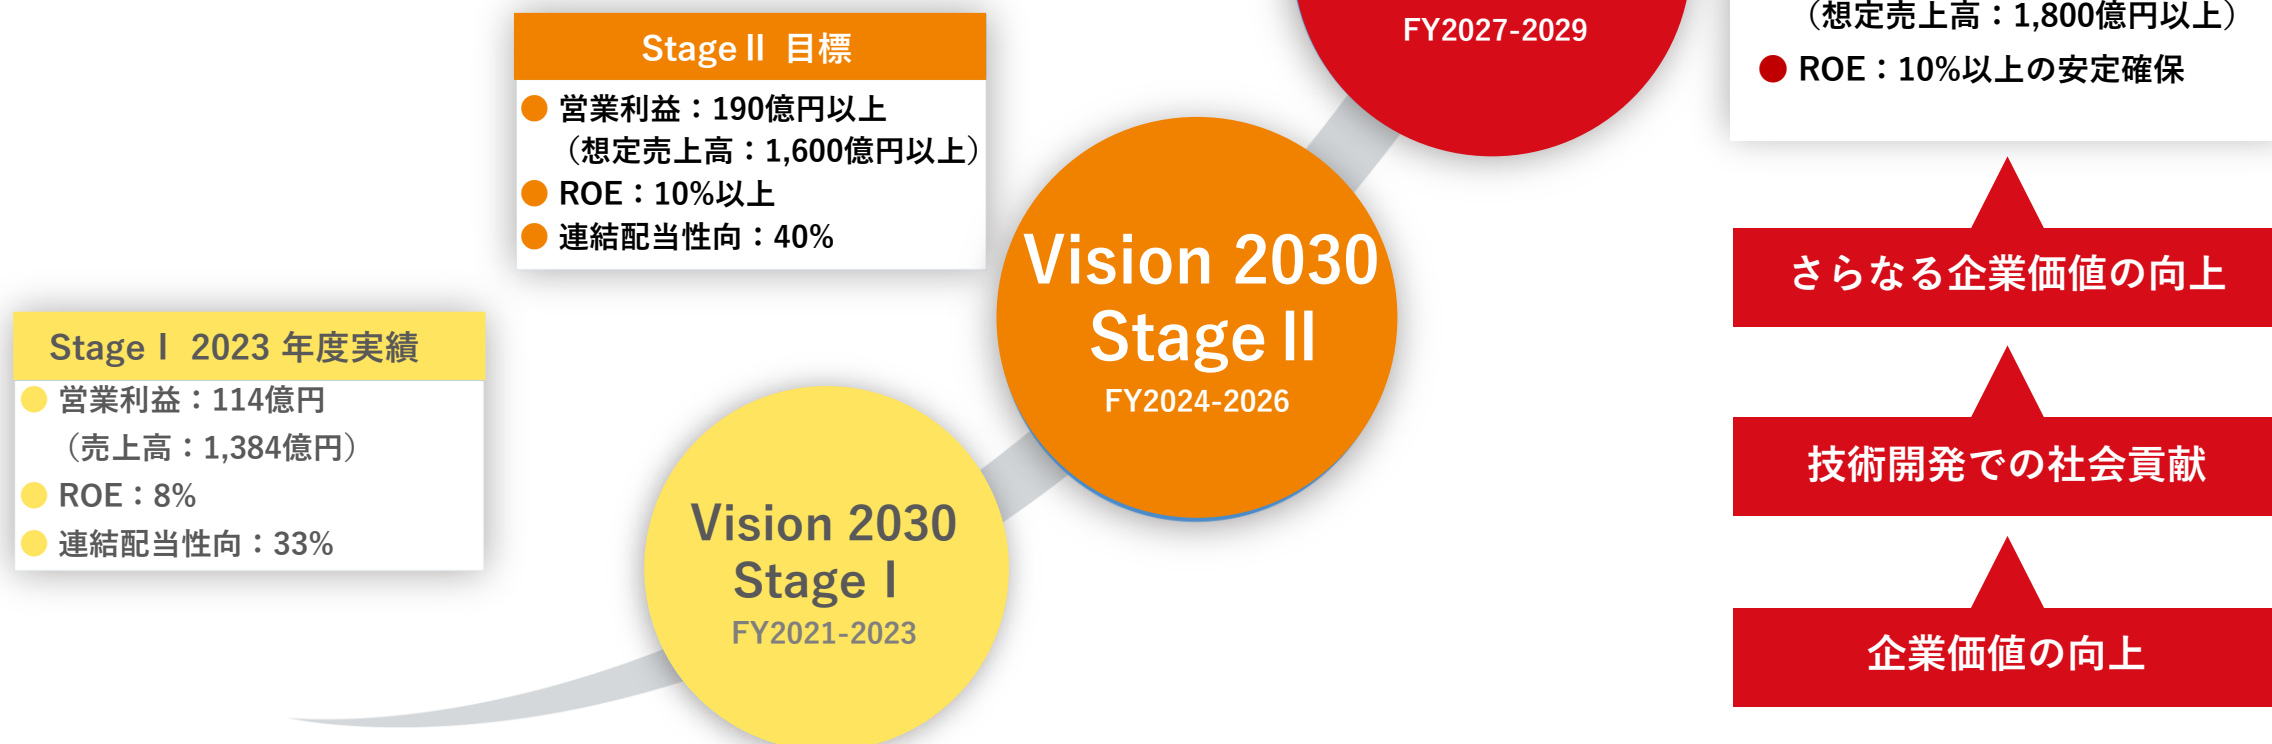 FY2027-2029
（想定売上高：1,800億円以上）
● ROE：10%以上の安定確保
Stage Ⅱ 目標
● 営業利益：190億円以上
（想定売上高：1,600億円以上）
● ROE：10%以上
● 連結配当性向：40%
Vision 2030
Stage Ⅱ
FY2024-2026
Stage Ⅰ 2023 年度実績
● 営業利益：114億円
（売上高：1,384億円）
● ROE：8%
● 連結配当性向：33%
Vision 2030
Stage Ⅰ
FY2021-2023
さらなる企業価値の向上
技術開発での社会貢献
企業価値の向上